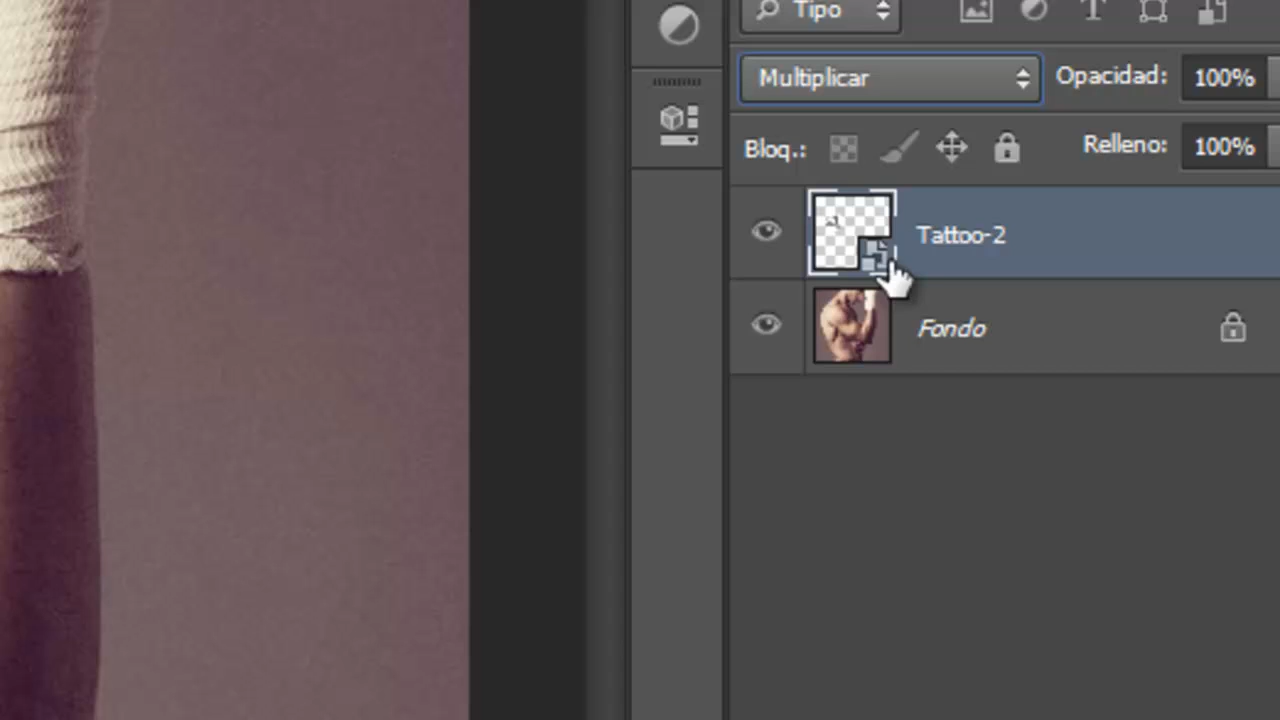 Tipo
Multiplicar Opacidad: 100%
Bloq.: Relleno: 100%
Tattoo-2
Fondo